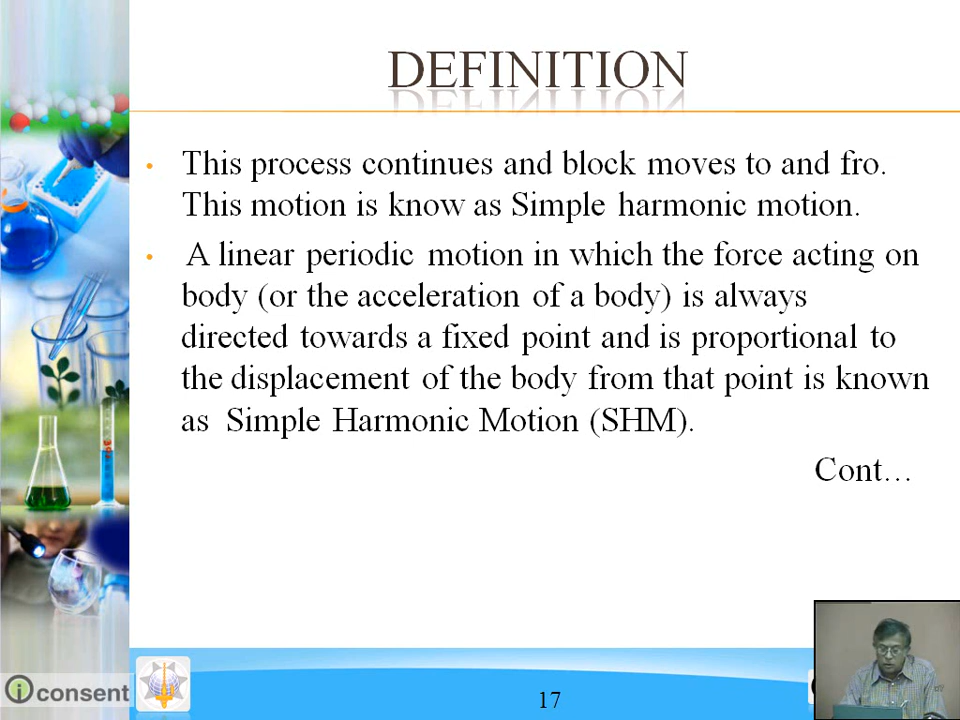 DEFINITION
• This process continues and block moves to and fro.
This motion is know as Simple harmonic motion.
• A linear periodic motion in which the force acting on
body (or the acceleration of a body) is always
directed towards a fixed point and is proportional to
the displacement of the body from that point is known
as Simple Harmonic Motion (SHM).
Cont…
i consent
17